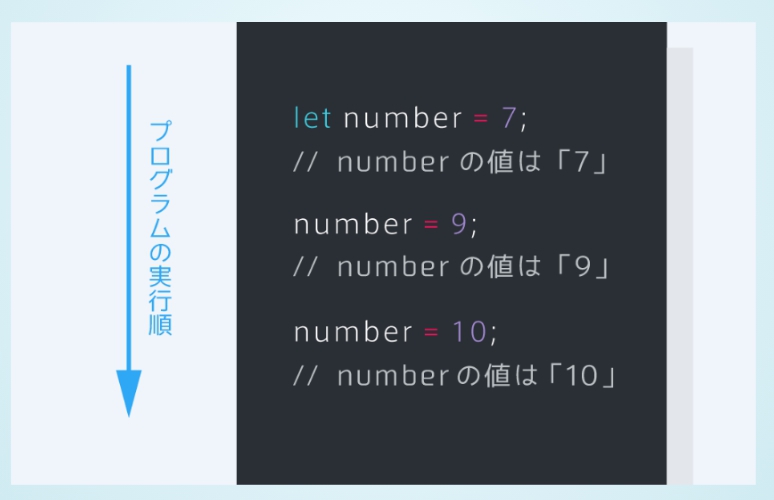 プログラムの実行順
let number = 7;
// number の値は「7」
number = 9;
// number の値は「9」
number = 10;
// number の値は「10」